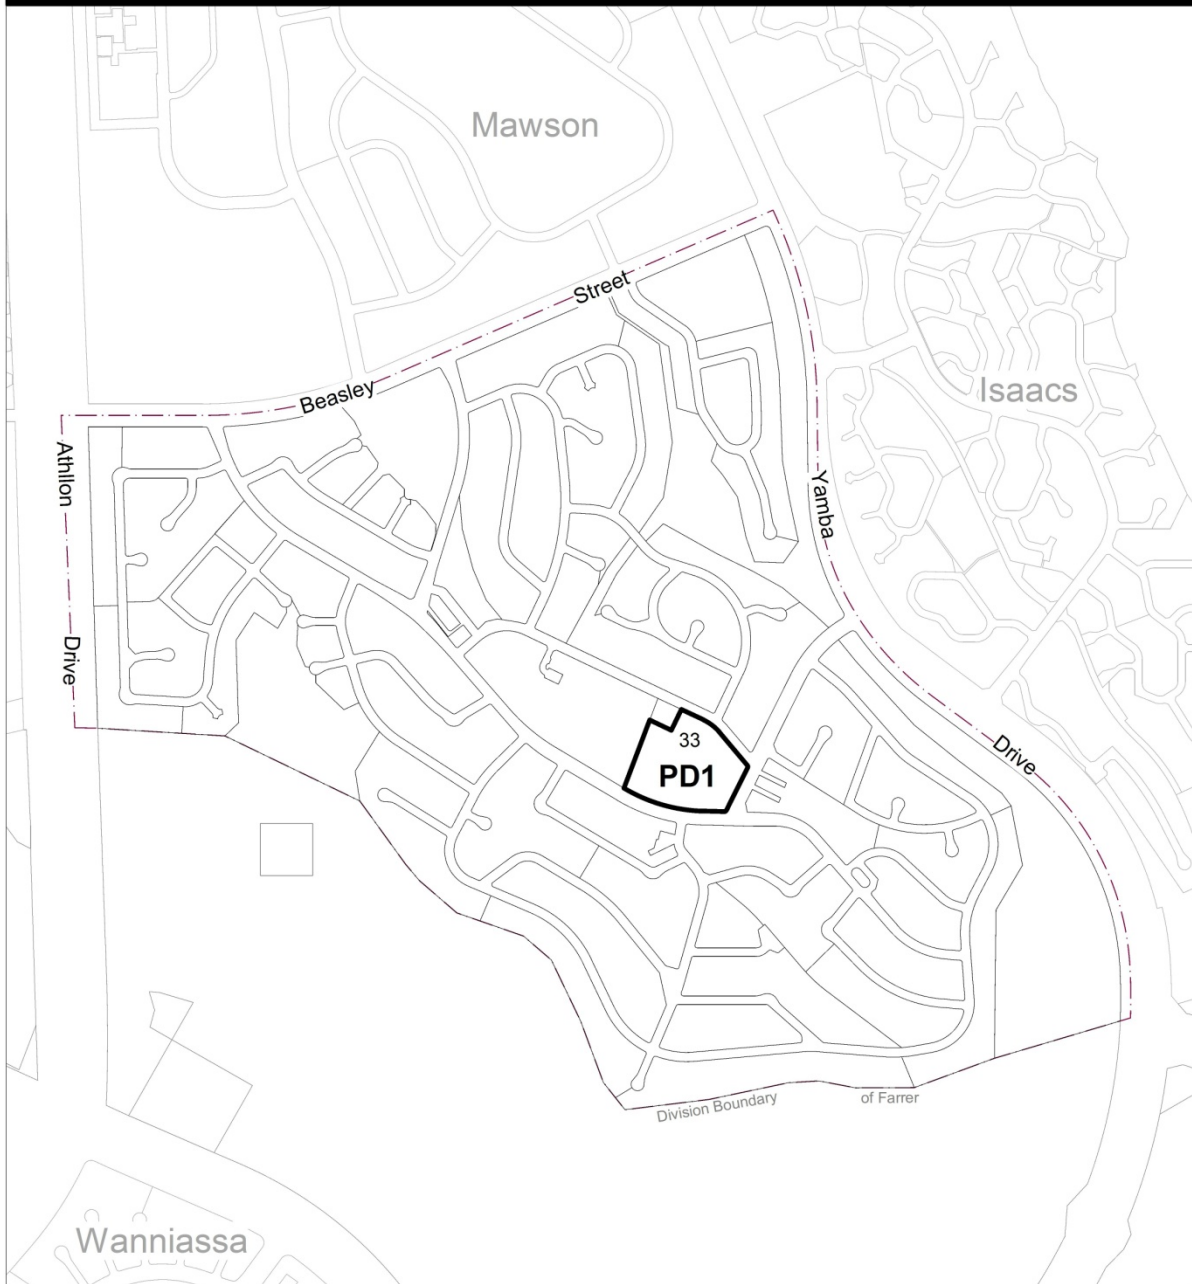 Mawson
Street
Isaacs
Beasley
Athllon
Yamba
Drive
33
PD1
Drive
Division Boundary
of Farrer
Wanniassa